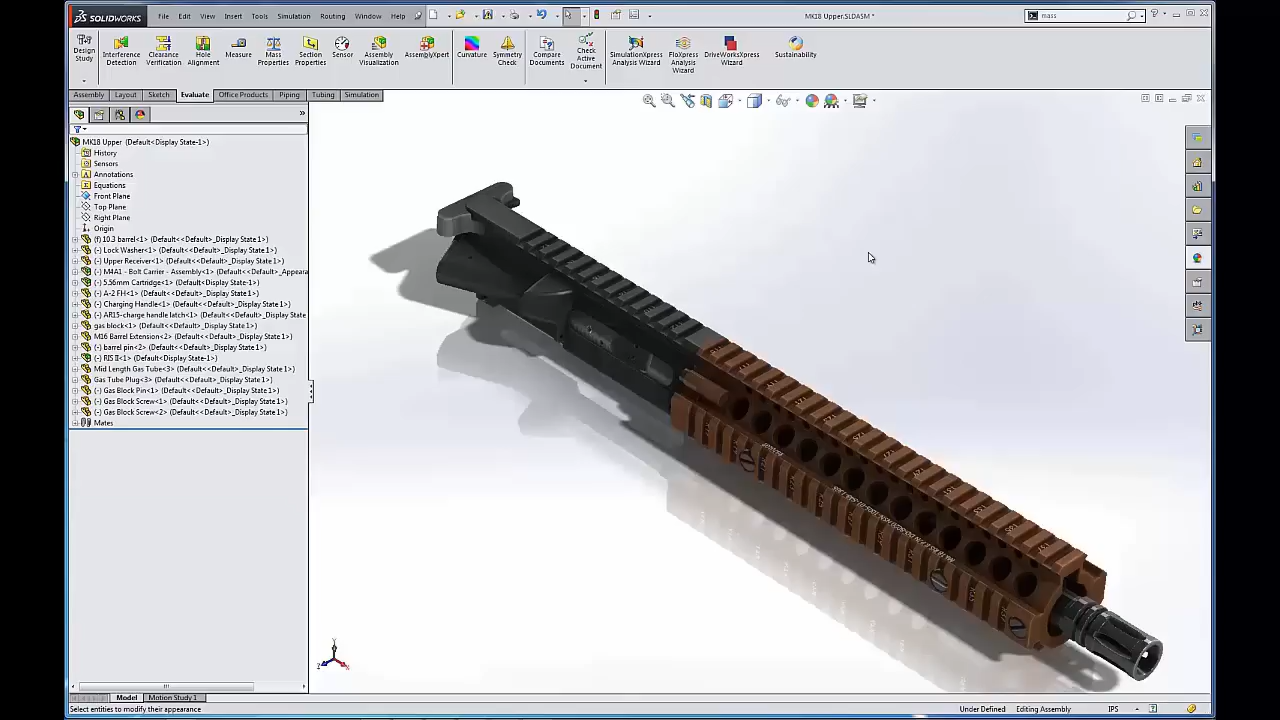 SOLIDWORKS File Edit View Insert Tools Simulation Routing Window Help MK18 Upper.SLDASM * mass
Design Study Interference Detection Clearance Verification Hole Alignment Measure Mass Properties Section Properties Sensor Assembly Visualization AssemblyXpert Curvature Symmetry Check Compare Documents Check Active Document SimulationXpress Analysis Wizard FloXpress Analysis Wizard DriveWorksXpress Wizard Sustainability
Assembly Layout Sketch Evaluate Office Products Piping Tubing Simulation
MK18 Upper (Default<Display State-1>)
History
Sensors
Annotations
Equations
Front Plane
Top Plane
Right Plane
Origin
(f) 10.3 barrel<1> (Default<<Default>_Display State 1>)
(-) Lock Washer<1> (Default<<Default>_Display State 1>)
(-) Upper Receiver<1> (Default<<Default>_Display State 1>)
(-) M4A1 - Bolt Carrier - Assembly<1> (Default<<Default>_Appeara
(-) 5.56mm Cartridge<1> (Default<Display State-1>)
(-) A-2 FH<1> (Default<<Default>_Display State 1>)
(-) Charging Handle<1> (Default<<Default>_Display State 1>)
(-) AR15-charge handle latch<1> (Default<<Default>_Display State
gas block<1> (Default<<Default>_Display State 1>)
M16 Barrel Extension<2> (Default<<Default>_Display State 1>)
(-) barrel pin<2> (Default<<Default>_Display State 1>)
(-) RIS II<1> (Default<Display State-1>)
Mid Length Gas Tube<3> (Default<<Default>_Display State 1>)
Gas Tube Plug<3> (Default<<Default>_Display State 1>)
(-) Gas Block Pin<1> (Default<<Default>_Display State 1>)
(-) Gas Block Screw<1> (Default<<Default>_Display State 1>)
(-) Gas Block Screw<2> (Default<<Default>_Display State 1>)
Mates
Model Motion Study 1
Select entities to modify their appearance Under Defined Editing Assembly IPS